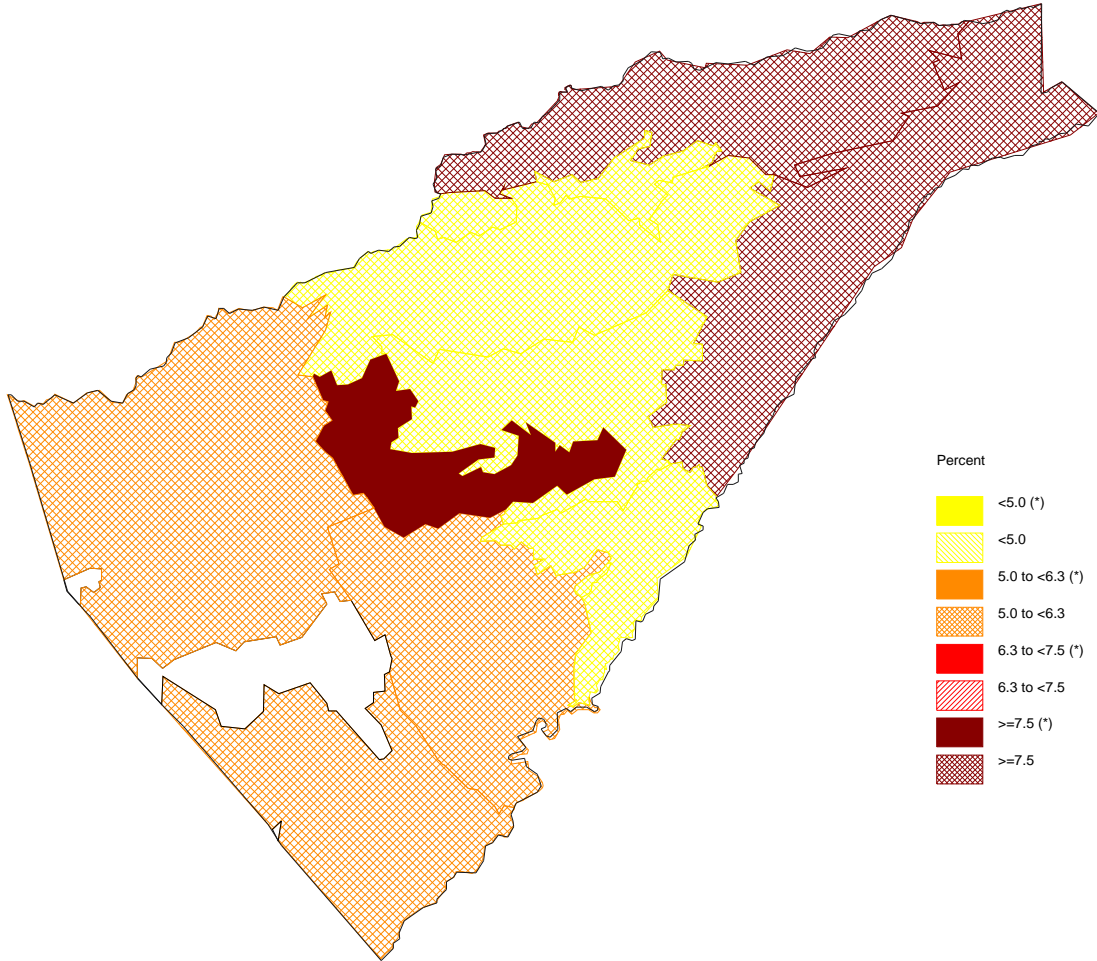 Percent
<5.0 (*)
<5.0
5.0 to <6.3 (*)
5.0 to <6.3
6.3 to <7.5 (*)
6.3 to <7.5
>=7.5 (*)
>=7.5